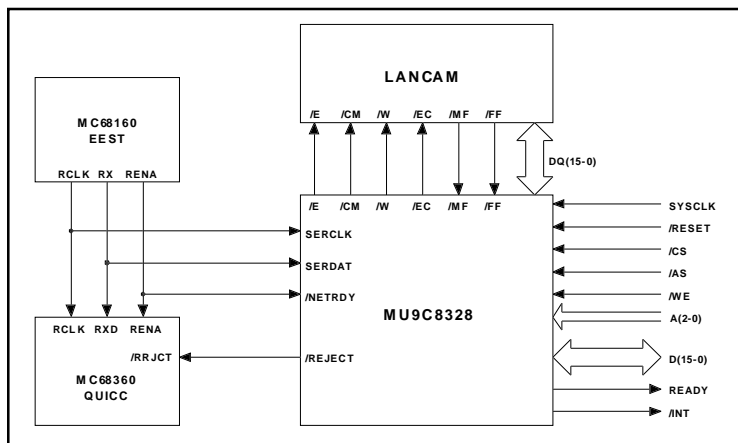 LANCAM
/E /CM /W /EC /MF /FF
MC68160
EEST
RCLK RX RENA
DQ(15-0)
/E /CM /W /EC /MF /FF
SERCLK
SERDAT
/NETRDY
MU9C8328
/REJECT
RCLK RXD RENA
/RRJCT
MC68360
QUICC
SYSCLK
/RESET
/CS
/AS
/WE
A(2-0)
D(15-0)
READY
/INT